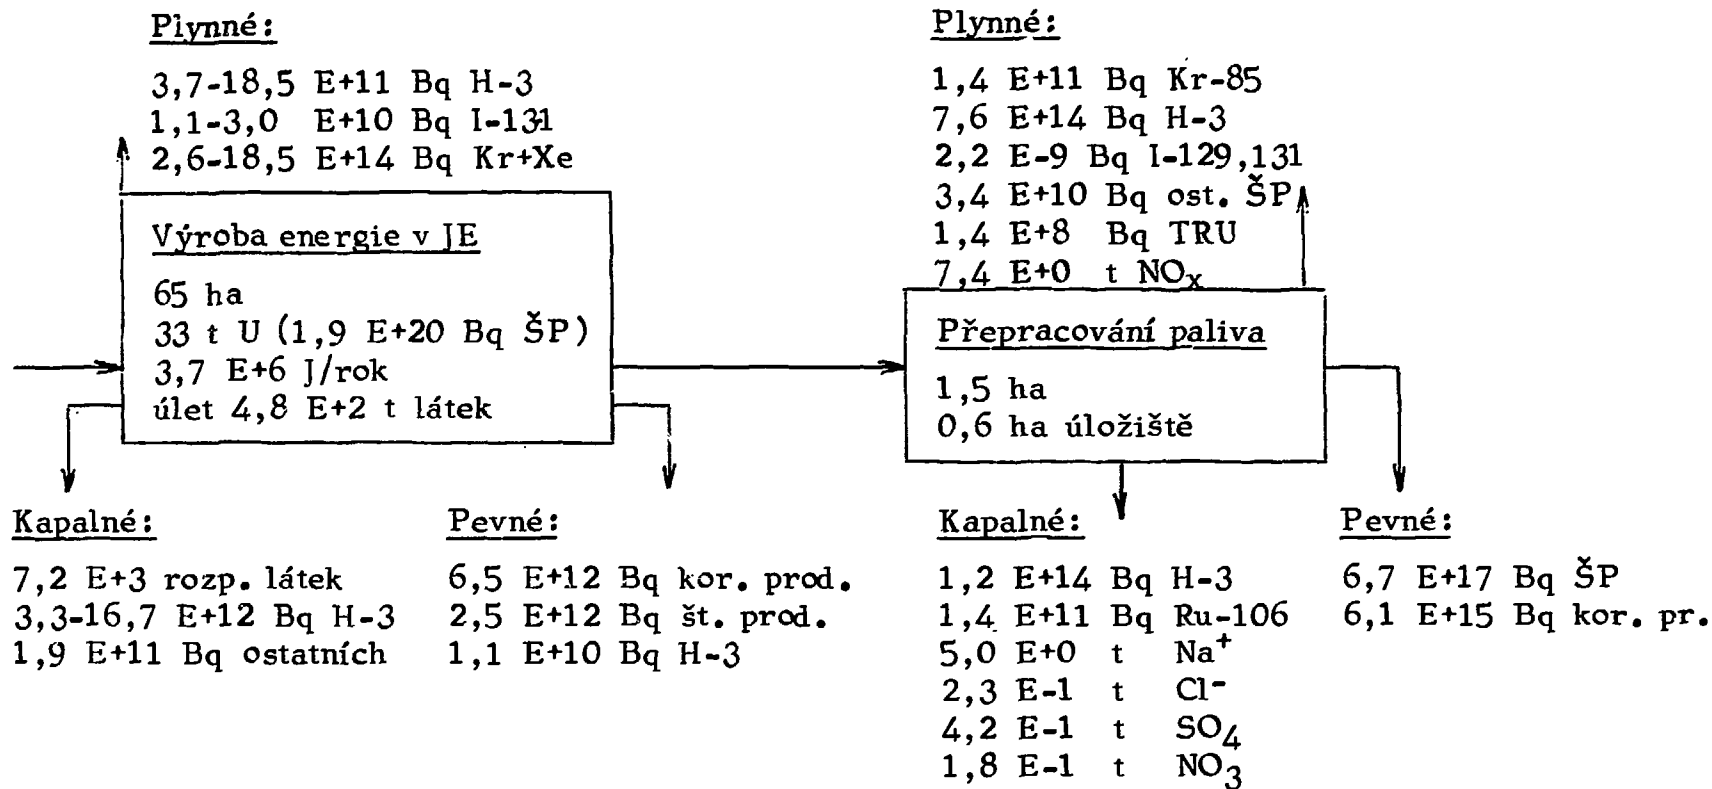 Plynné:
3,7-18,5 E+11 Bq H-3
1,1-3,0 E+10 Bq I-131
2,6-18,5 E+14 Bq Kr+Xe
Výroba energie v JE
65 ha
33 t U (1,9 E+20 Bq ŠP)
3,7 E+6 J/rok
úlet 4,8 E+2 t látek
Kapalné:
7,2 E+3 rozp. látek
3,3-16,7 E+12 Bq H-3
1,9 E+11 Bq ostatních
Pevné:
6,5 E+12 Bq kor. prod.
2,5 E+12 Bq št. prod.
1,1 E+10 Bq H-3
Plynné:
1,4 E+11 Bq Kr-85
7,6 E+14 Bq H-3
2,2 E-9 Bq I-129,131
3,4 E+10 Bq ost. ŠP
1,4 E+8 Bq TRU
7,4 E+0 t NOx
Přepracování paliva
1,5 ha
0,6 ha úložiště
Kapalné:
1,2 E+14 Bq H-3
1,4 E+11 Bq Ru-106
5,0 E+0 t Na⁺
2,3 E-1 t Cl⁻
4,2 E-1 t SO₄
1,8 E-1 t NO₃
Pevné:
6,7 E+17 Bq ŠP
6,1 E+15 Bq kor. pr.